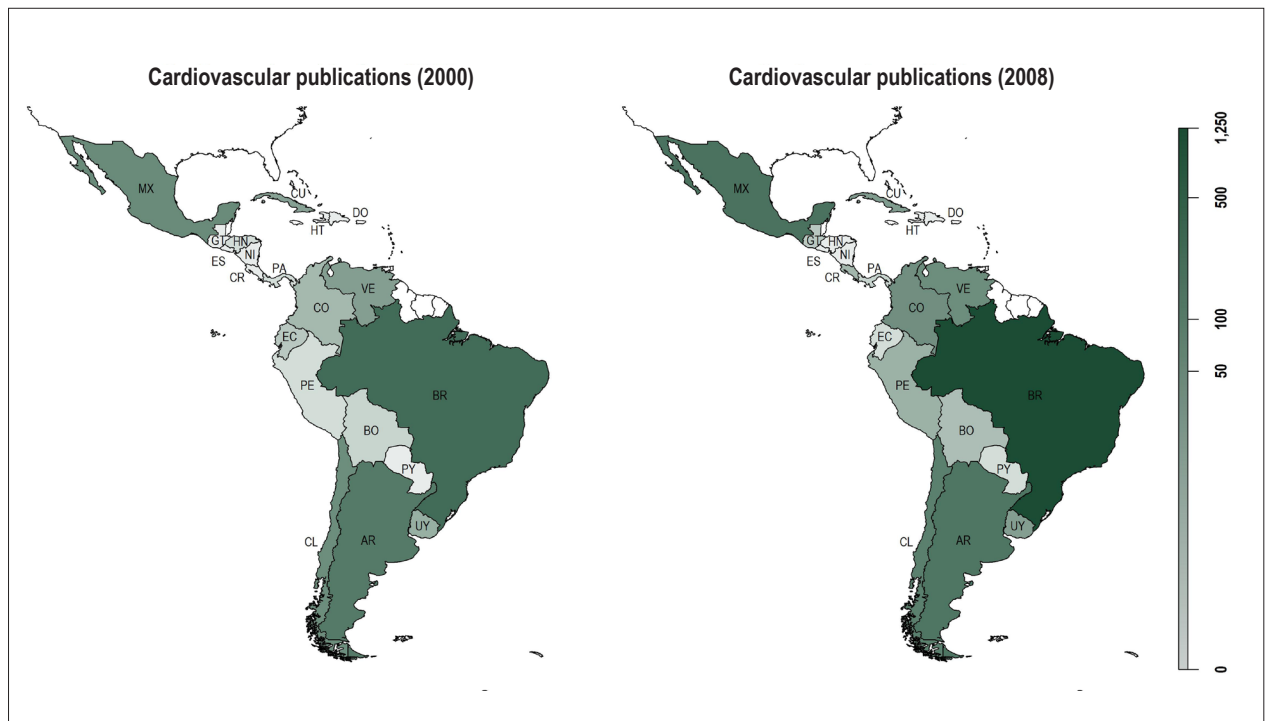 Cardiovascular publications (2000)
MX
CU
DO
HT
GT
HN
NI
ES
CR
PA
VE
CO
EC
PE
BR
BO
PY
UY
CL
AR
Cardiovascular publications (2008)
MX
CU
DO
HT
GT
HN
NI
ES
CR
PA
VE
CO
EC
PE
BR
BO
PY
UY
CL
AR
1,250
500
100
50
0